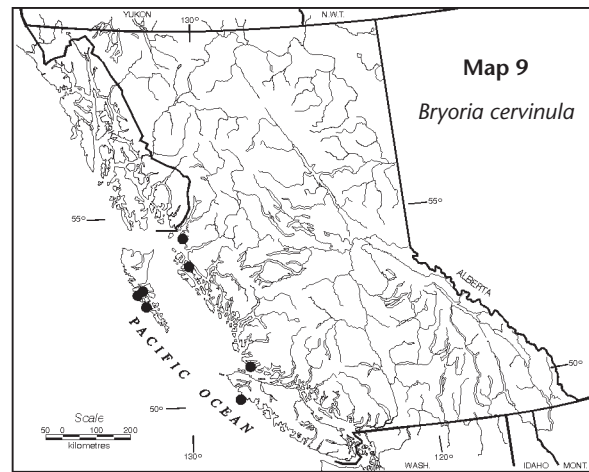 YUKON
130°
N.W.T.
Map 9
Bryoria cervinula
55°
55°
ALBERTA
PACIFIC OCEAN
50°
Scale
50 0 100 200
kilometres
50°
130°
120°
WASH.
IDAHO
MONT.